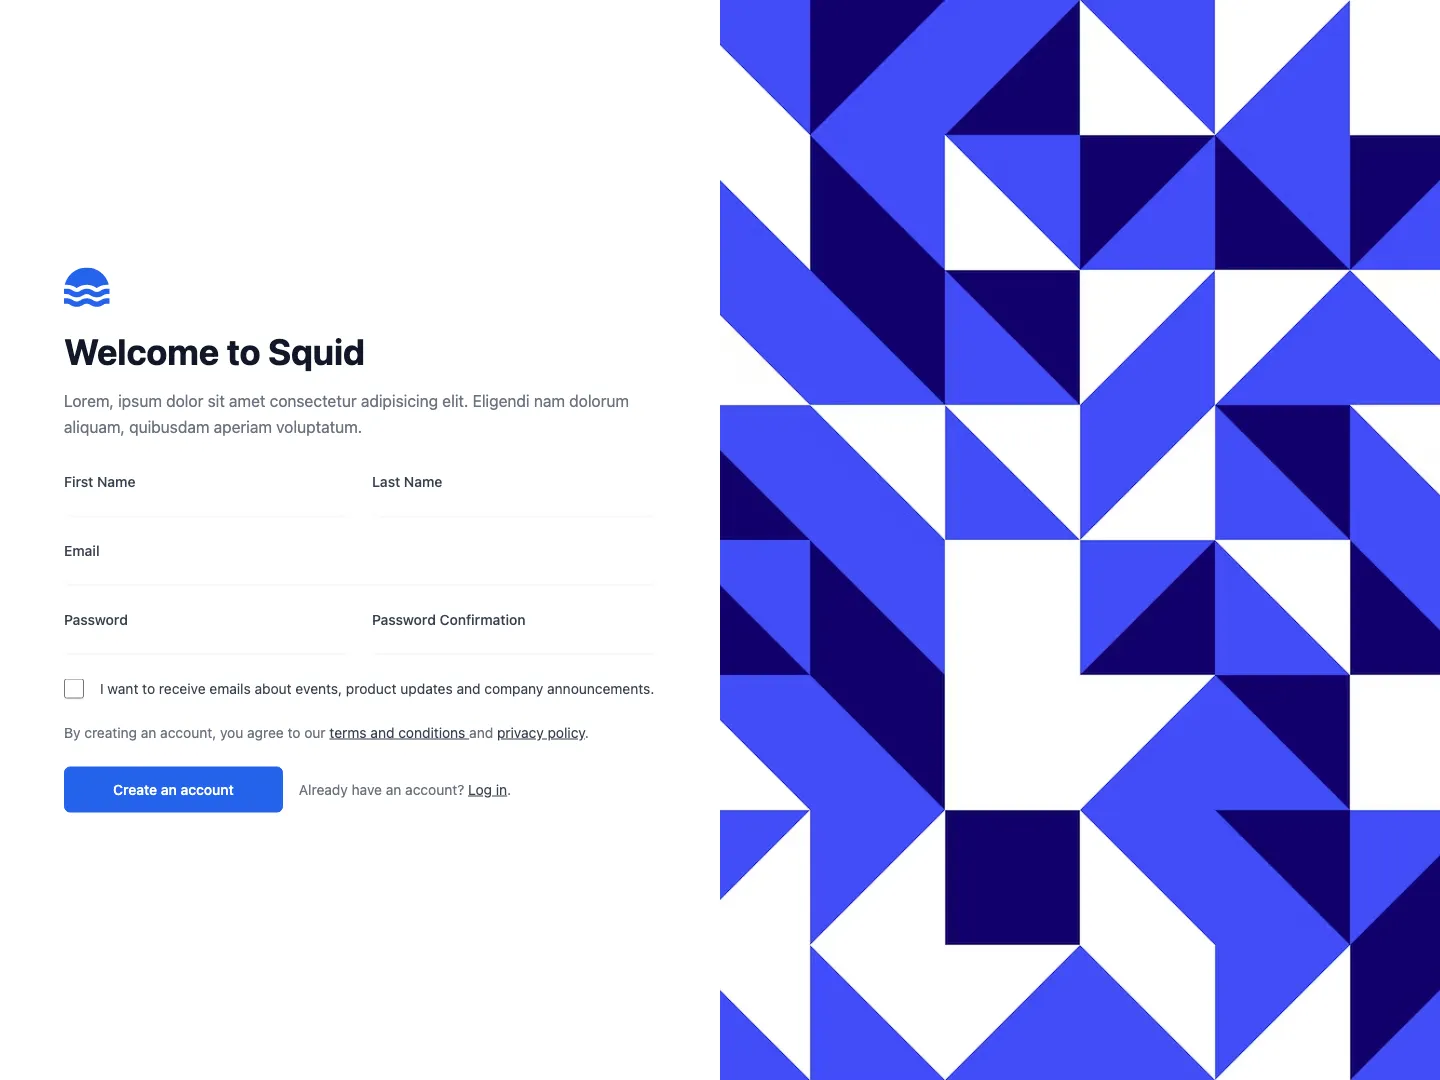 Welcome to Squid
Lorem, ipsum dolor sit amet consectetur adipisicing elit. Eligendi nam dolorum
aliquam, quibusdam aperiam voluptatum.
First Name
Last Name
Email
Password
Password Confirmation
I want to receive emails about events, product updates and company announcements.
By creating an account, you agree to our terms and conditions and privacy policy.
Create an account
Already have an account? Log in.